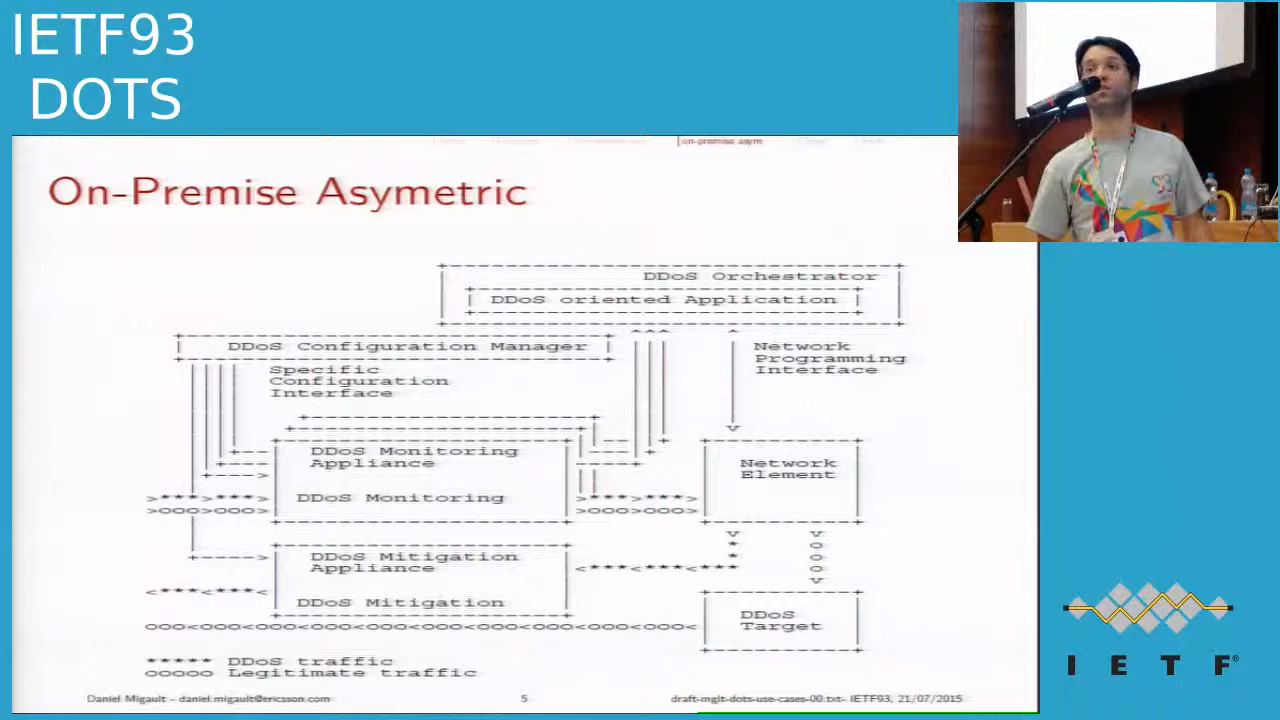 IETF93
DOTS
on-premise asym
On-Premise Asymetric
DDoS Orchestrator
DDoS oriented Application
DDoS Configuration Manager
Network
Programming
Interface
Specific
Configuration
Interface
DDoS Monitoring
Appliance
DDoS Monitoring
Network
Element
>***>***>
>***>***>
>OOO>OOO>
>OOO>OOO>
DDoS Mitigation
Appliance
<***<***<***
<***<***<
DDoS Mitigation
DDoS
Target
OOO<OOO<OOO<OOO<OOO<OOO<OOO<OOO<OOO<OOO<
***** DDoS traffic
OOOOO Legitimate traffic
Daniel Migault – daniel.migault@ericsson.com
5
draft-mglt-dots-use-cases-00.txt- IETF93, 21/07/2015
I E T F®